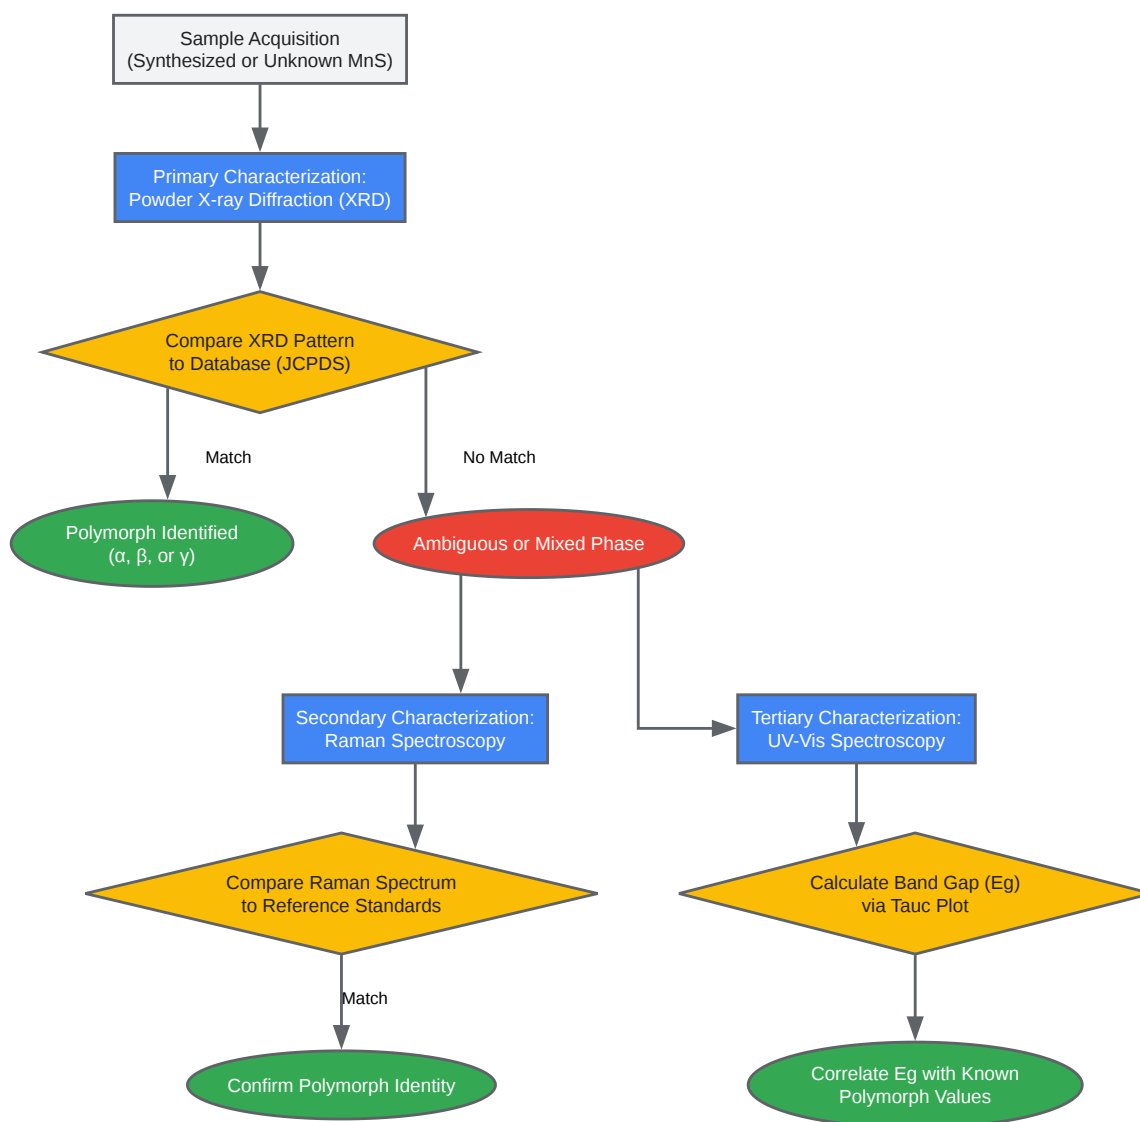 Sample Acquisition
(Synthesized or Unknown MnS)
Primary Characterization:
Powder X-ray Diffraction (XRD)
Compare XRD Pattern
to Database (JCPDS)
Match
No Match
Polymorph Identified
(α, β, or γ)
Ambiguous or Mixed Phase
Secondary Characterization:
Raman Spectroscopy
Tertiary Characterization:
UV-Vis Spectroscopy
Compare Raman Spectrum
to Reference Standards
Calculate Band Gap (Eg)
via Tauc Plot
Match
Confirm Polymorph Identity
Correlate Eg with Known
Polymorph Values